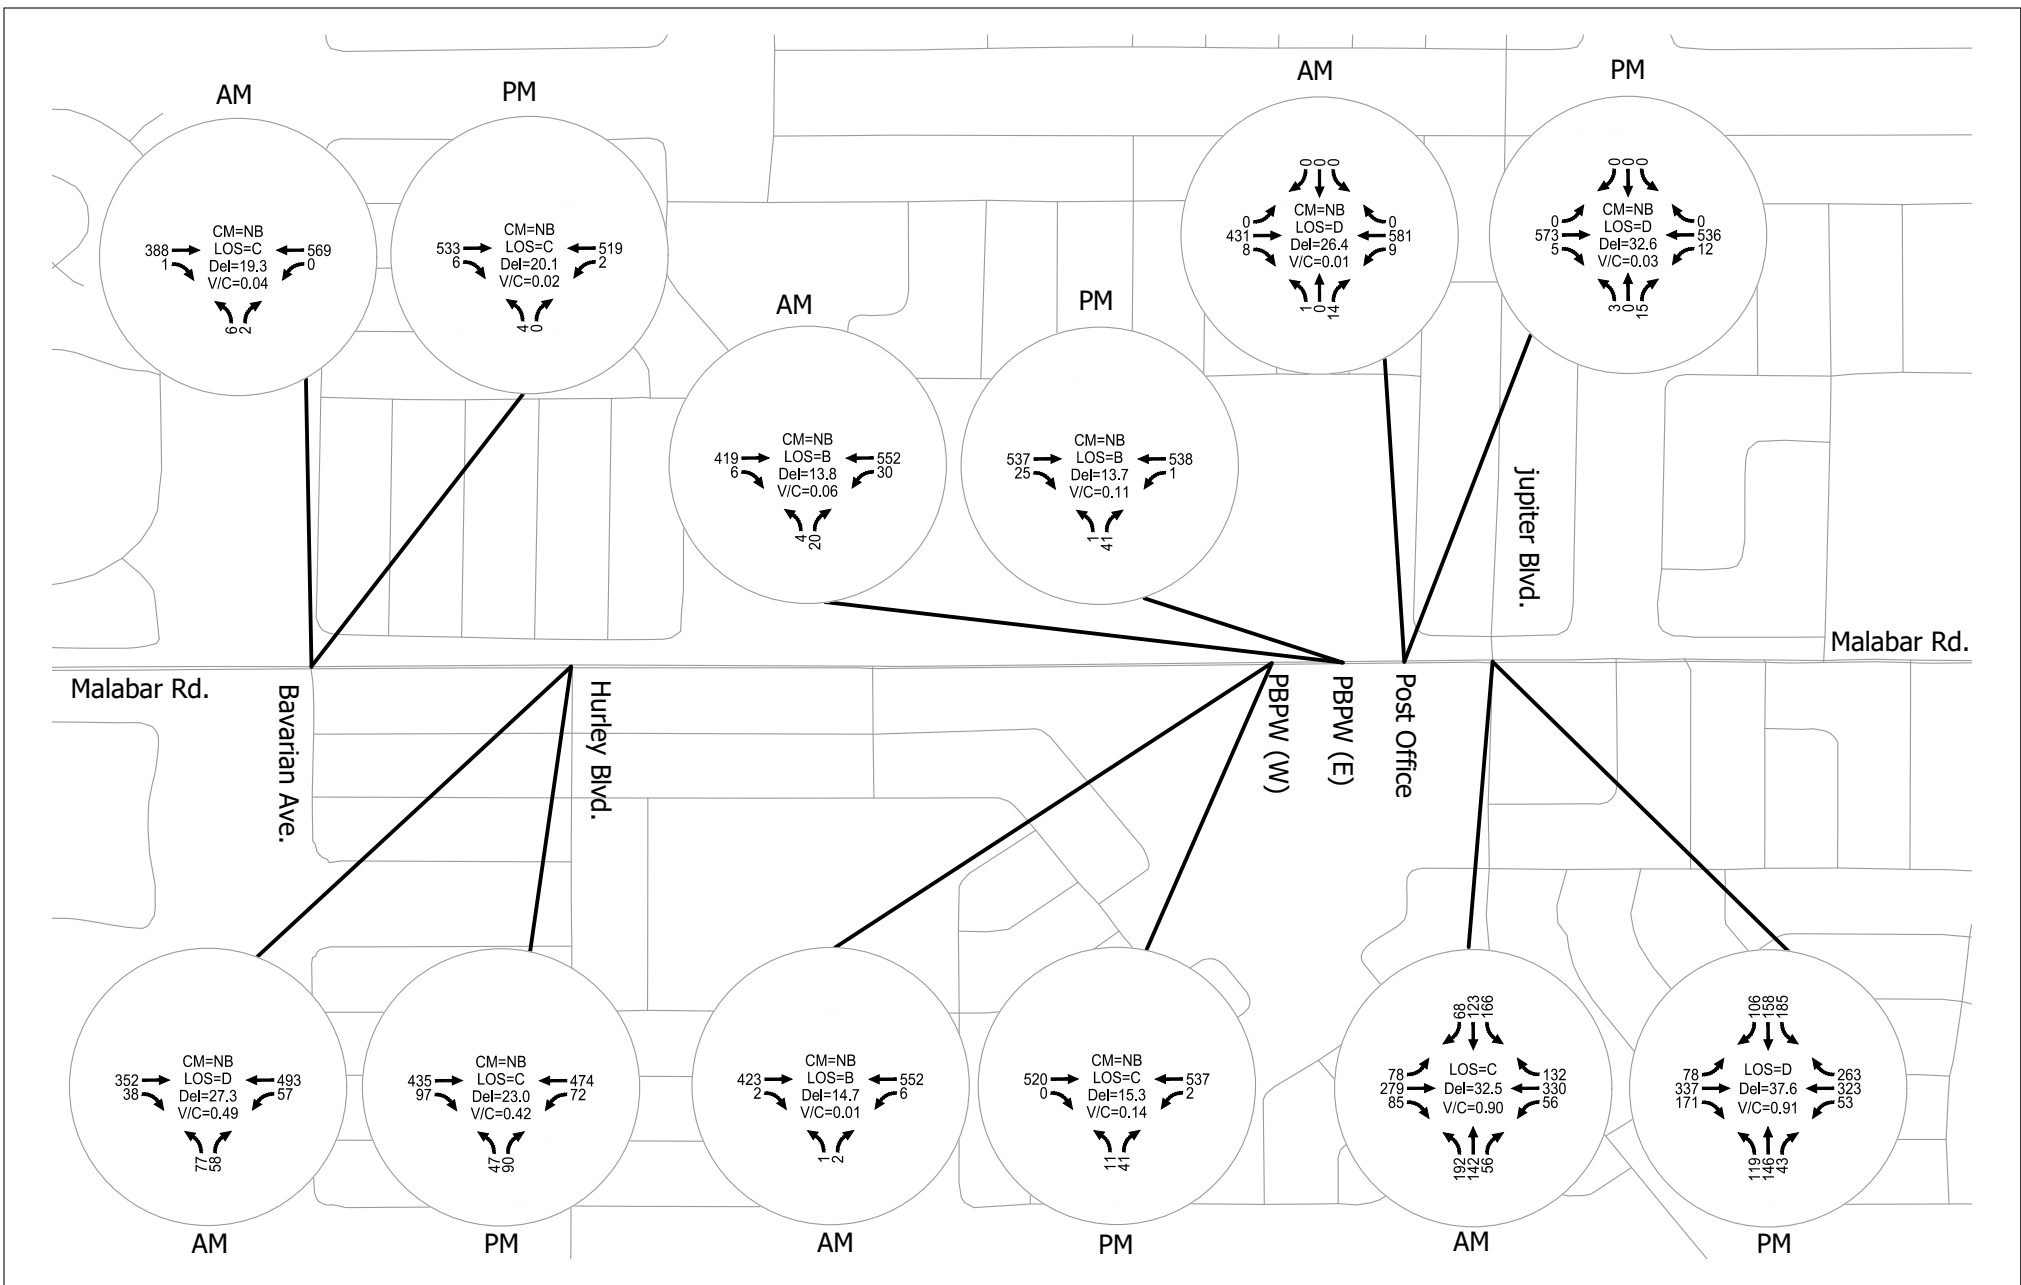 AM
PM
AM
PM
CM=NB
LOS=C
Del=19.3
V/C=0.04
388
1
569
0
6
2
CM=NB
LOS=C
Del=20.1
V/C=0.02
533
6
519
2
4
0
0
0
0
CM=NB
LOS=D
Del=26.4
V/C=0.01
0
431
8
0
581
9
1
0
14
0
0
0
CM=NB
LOS=D
Del=32.6
V/C=0.03
0
573
5
0
536
12
3
0
15
AM
PM
CM=NB
LOS=B
Del=13.8
V/C=0.06
419
6
552
30
4
20
CM=NB
LOS=B
Del=13.7
V/C=0.11
537
25
538
1
1
41
jupiter Blvd.
Malabar Rd.
Malabar Rd.
Bavarian Ave.
Hurley Blvd.
PBPW (W)
PBPW (E)
Post Office
CM=NB
LOS=D
Del=27.3
V/C=0.49
352
38
493
57
77
58
CM=NB
LOS=C
Del=23.0
V/C=0.42
435
97
474
72
47
90
CM=NB
LOS=B
Del=14.7
V/C=0.01
423
2
552
6
1
2
CM=NB
LOS=C
Del=15.3
V/C=0.14
520
0
537
2
11
41
68
123
166
LOS=C
Del=32.5
V/C=0.90
78
279
85
132
330
56
192
142
56
106
158
185
LOS=D
Del=37.6
V/C=0.91
78
337
171
263
323
53
119
146
43
AM
PM
AM
PM
AM
PM